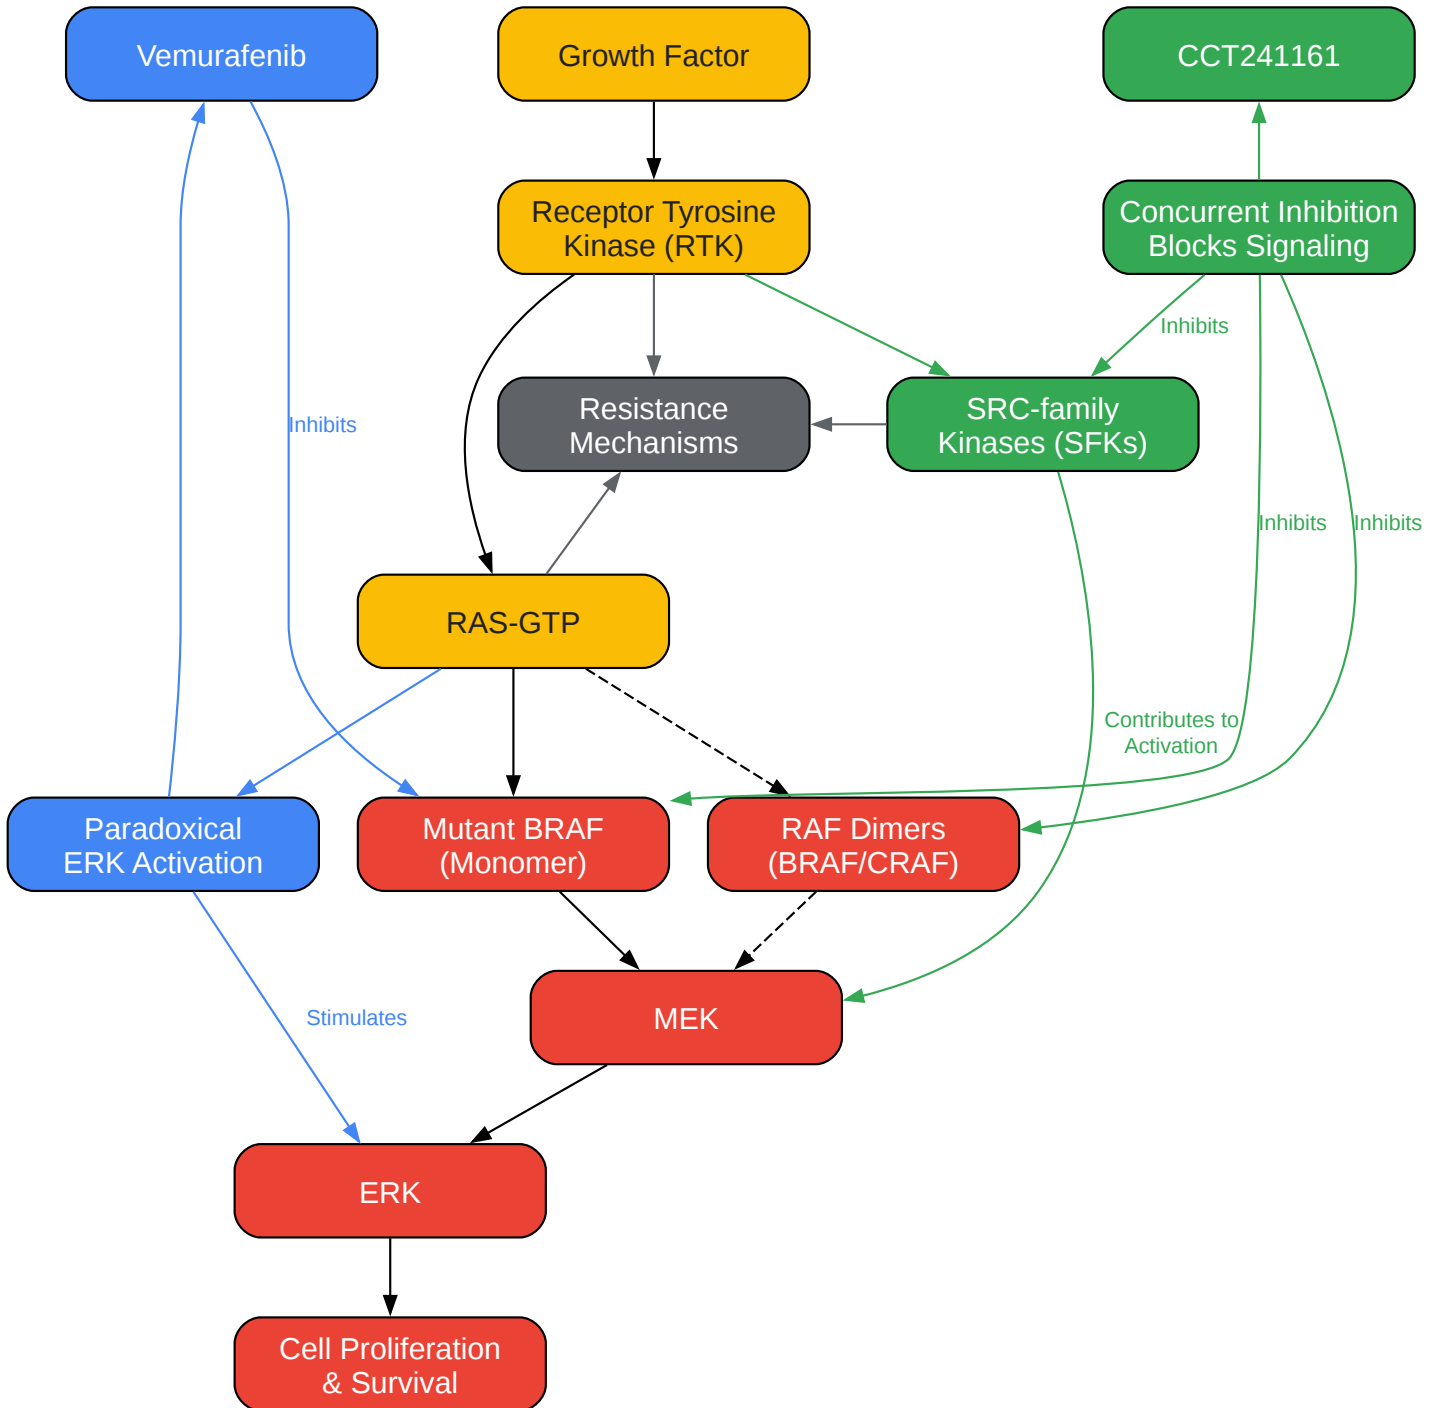 Vemurafenib
Growth Factor
CCT241161
Receptor Tyrosine
Kinase (RTK)
Concurrent Inhibition
Blocks Signaling
Inhibits
Resistance
Mechanisms
SRC-family
Kinases (SFKs)
Inhibits
Inhibits
Inhibits
RAS-GTP
Contributes to
Activation
Paradoxical
ERK Activation
Mutant BRAF
(Monomer)
RAF Dimers
(BRAF/CRAF)
Stimulates
MEK
ERK
Cell Proliferation
& Survival